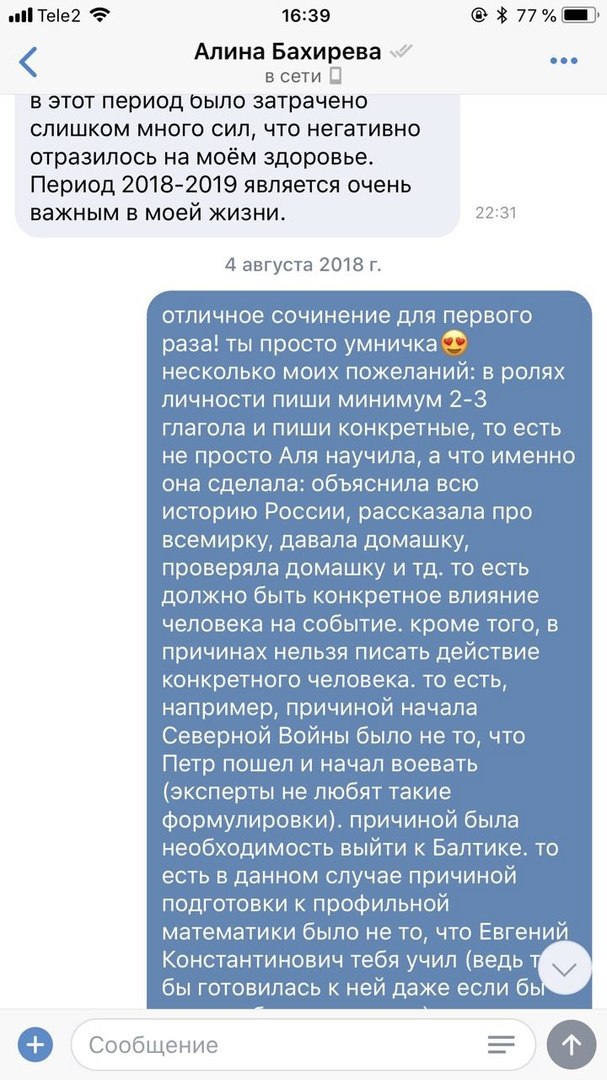 Tele2
16:39
77 %
Алина Бахирева
в сети
в этот период было затрачено
слишком много сил, что негативно
отразилось на моём здоровье.
Период 2018-2019 является очень
важным в моей жизни.
22:31
4 августа 2018 г.
отличное сочинение для первого
раза! ты просто умничка😍
несколько моих пожеланий: в ролях
личности пиши минимум 2-3
глагола и пиши конкретные, то есть
не просто Аля научила, а что именно
она сделала: объяснила всю
историю России, рассказала про
всемирку, давала домашку,
проверяла домашку и тд. то есть
должно быть конкретное влияние
человека на событие. кроме того, в
причинах нельзя писать действие
конкретного человека. то есть,
например, причиной начала
Северной Войны было не то, что
Петр пошел и начал воевать
(эксперты не любят такие
формулировки). причиной была
необходимость выйти к Балтике. то
есть в данном случае причиной
подготовки к профильной
математики было не то, что Евгений
Константинович тебя учил (ведь
бы готовилась к ней даже если бы
Сообщение